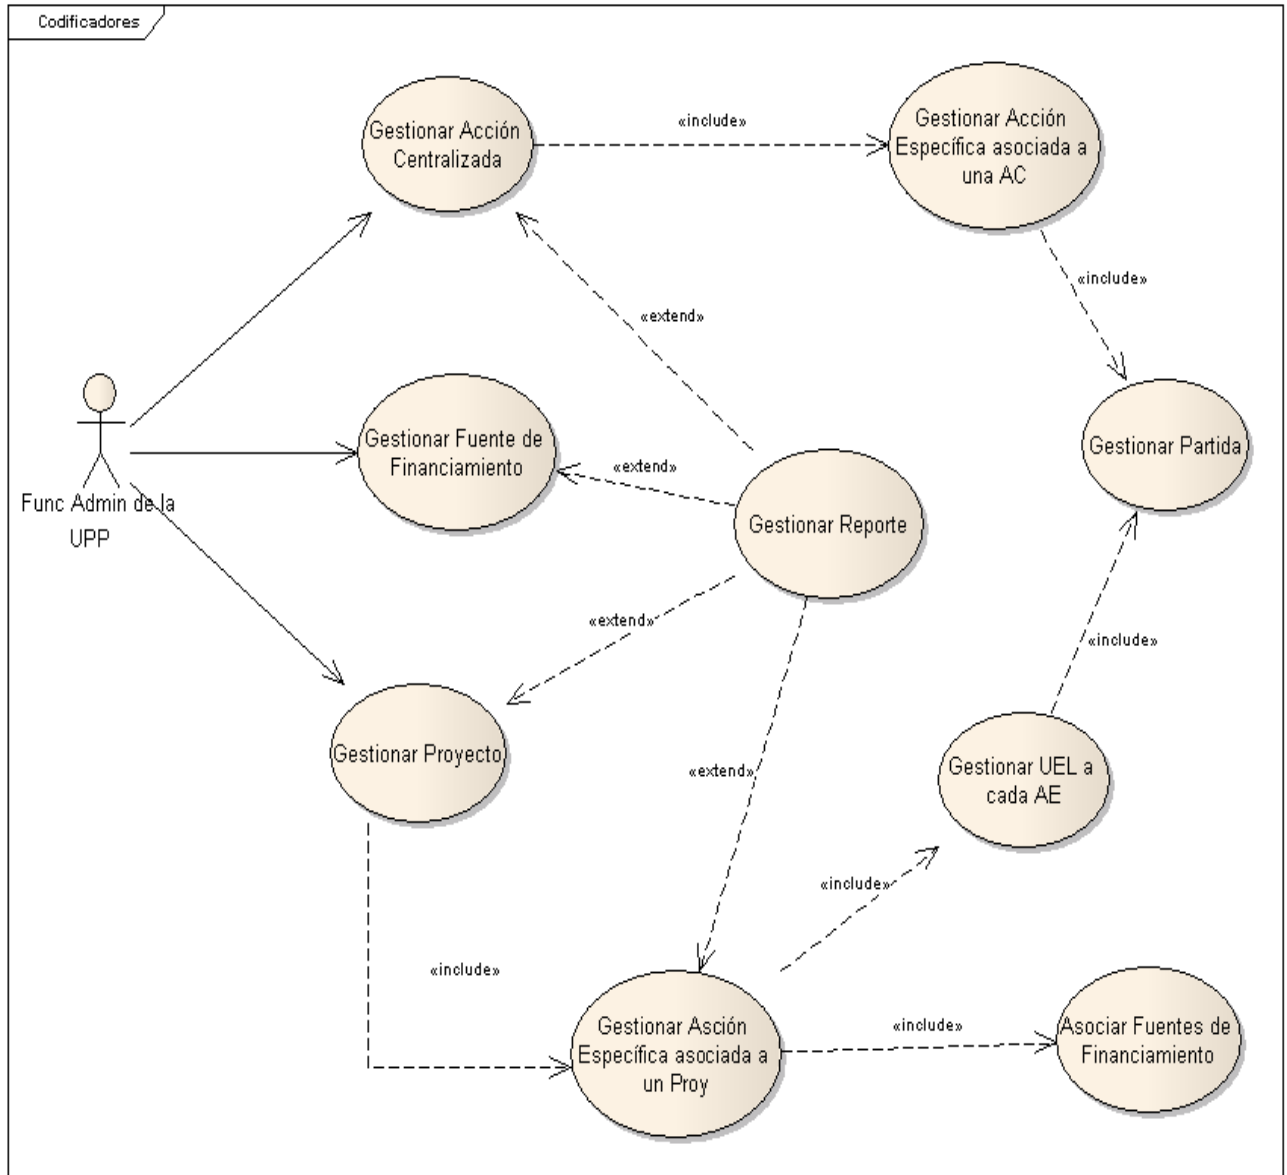 Codificadores
Gestionar Acción
Centralizada
«include»
Gestionar Acción
Específica asociada a
una AC
«include»
«extend»
Gestionar Fuente de
Financiamiento
«extend»
Gestionar Partida
Func Admin de la
UPP
Gestionar Reporte
«extend»
«include»
Gestionar Proyecto
«extend»
Gestionar UEL a
cada AE
«include»
«include»
Gestionar Asción
Específica asociada a
un Proy
«include»
Asociar Fuentes de
Financiamiento